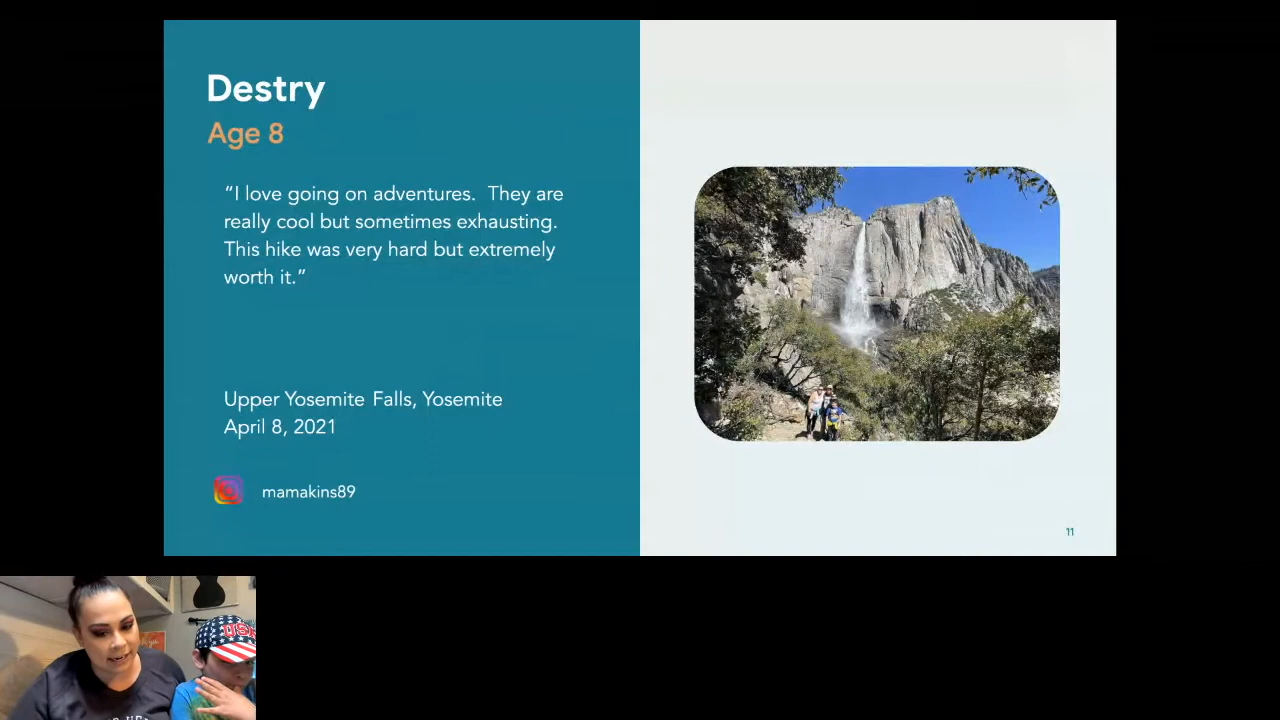 Destry
Age 8
“I love going on adventures.  They are
really cool but sometimes exhausting.
This hike was very hard but extremely
worth it.”
Upper Yosemite Falls, Yosemite
April 8, 2021
mamakins89
11
USA